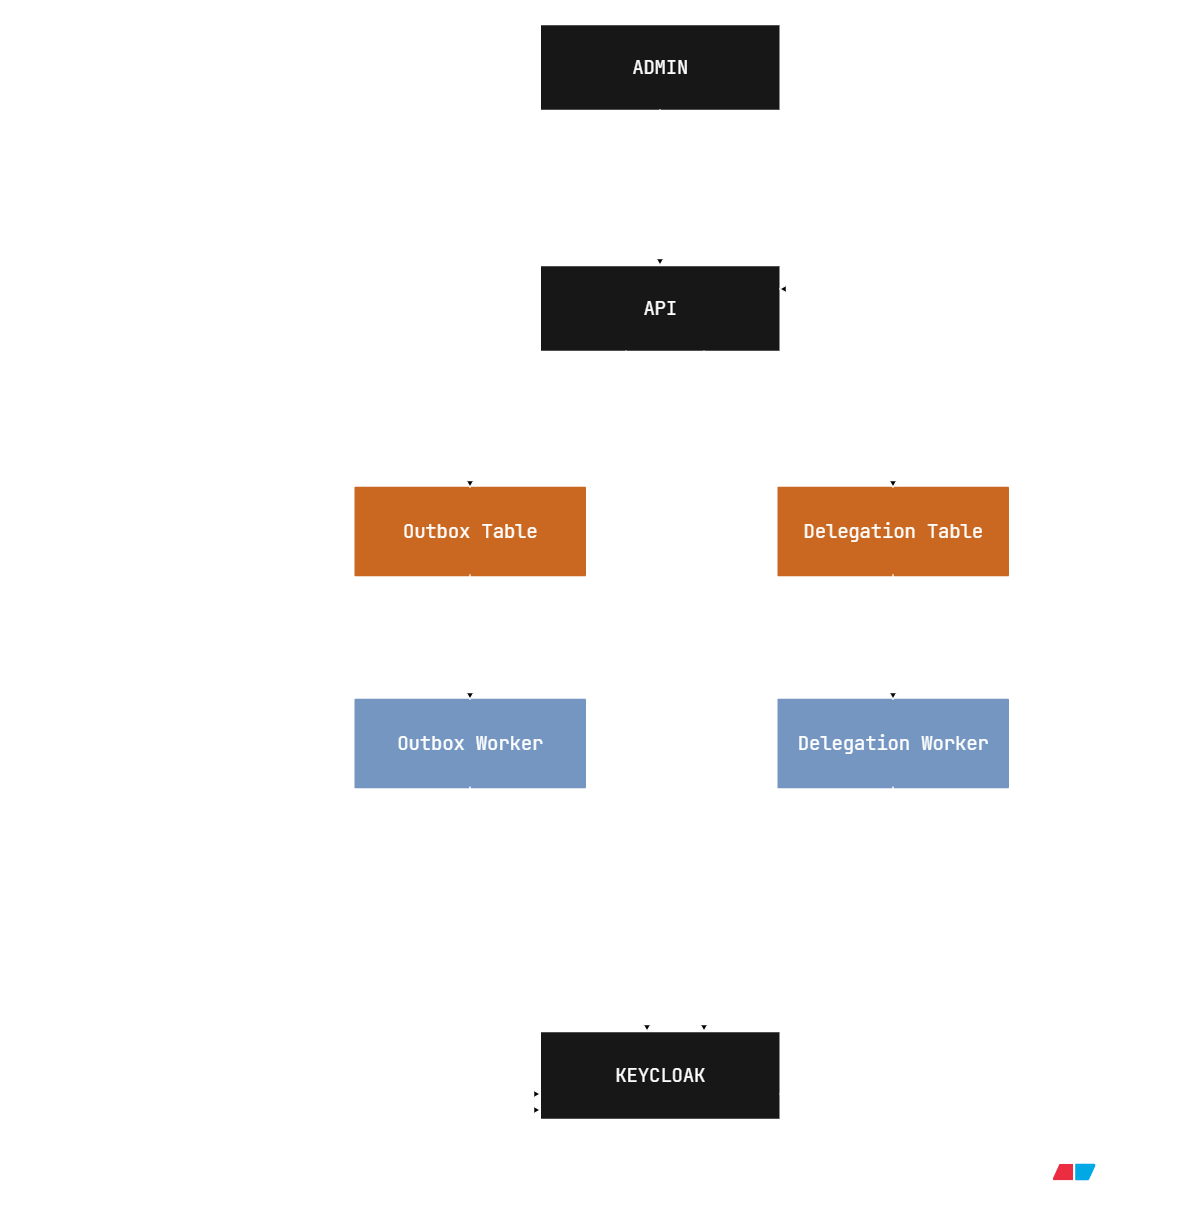 ADMIN
API
Outbox Table
Delegation Table
Outbox Worker
Delegation Worker
KEYCLOAK